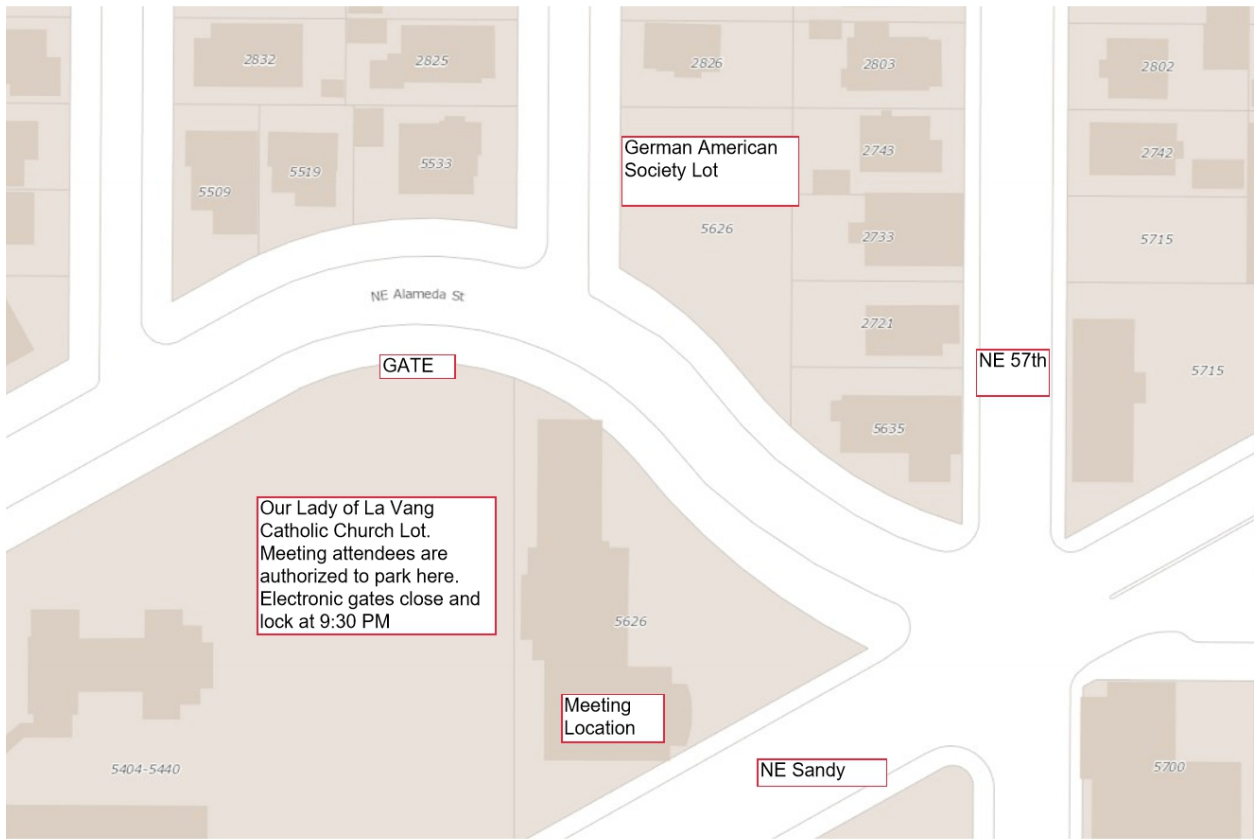 2832
2825
2826
2803
2802
German American
Society Lot
2743
2742
5533
5519
5509
5626
2733
5715
NE Alameda St
2721
GATE
NE 57th
5715
5635
Our Lady of La Vang
Catholic Church Lot.
Meeting attendees are
authorized to park here.
Electronic gates close and
lock at 9:30 PM
5626
Meeting
Location
5404-5440
NE Sandy
5700